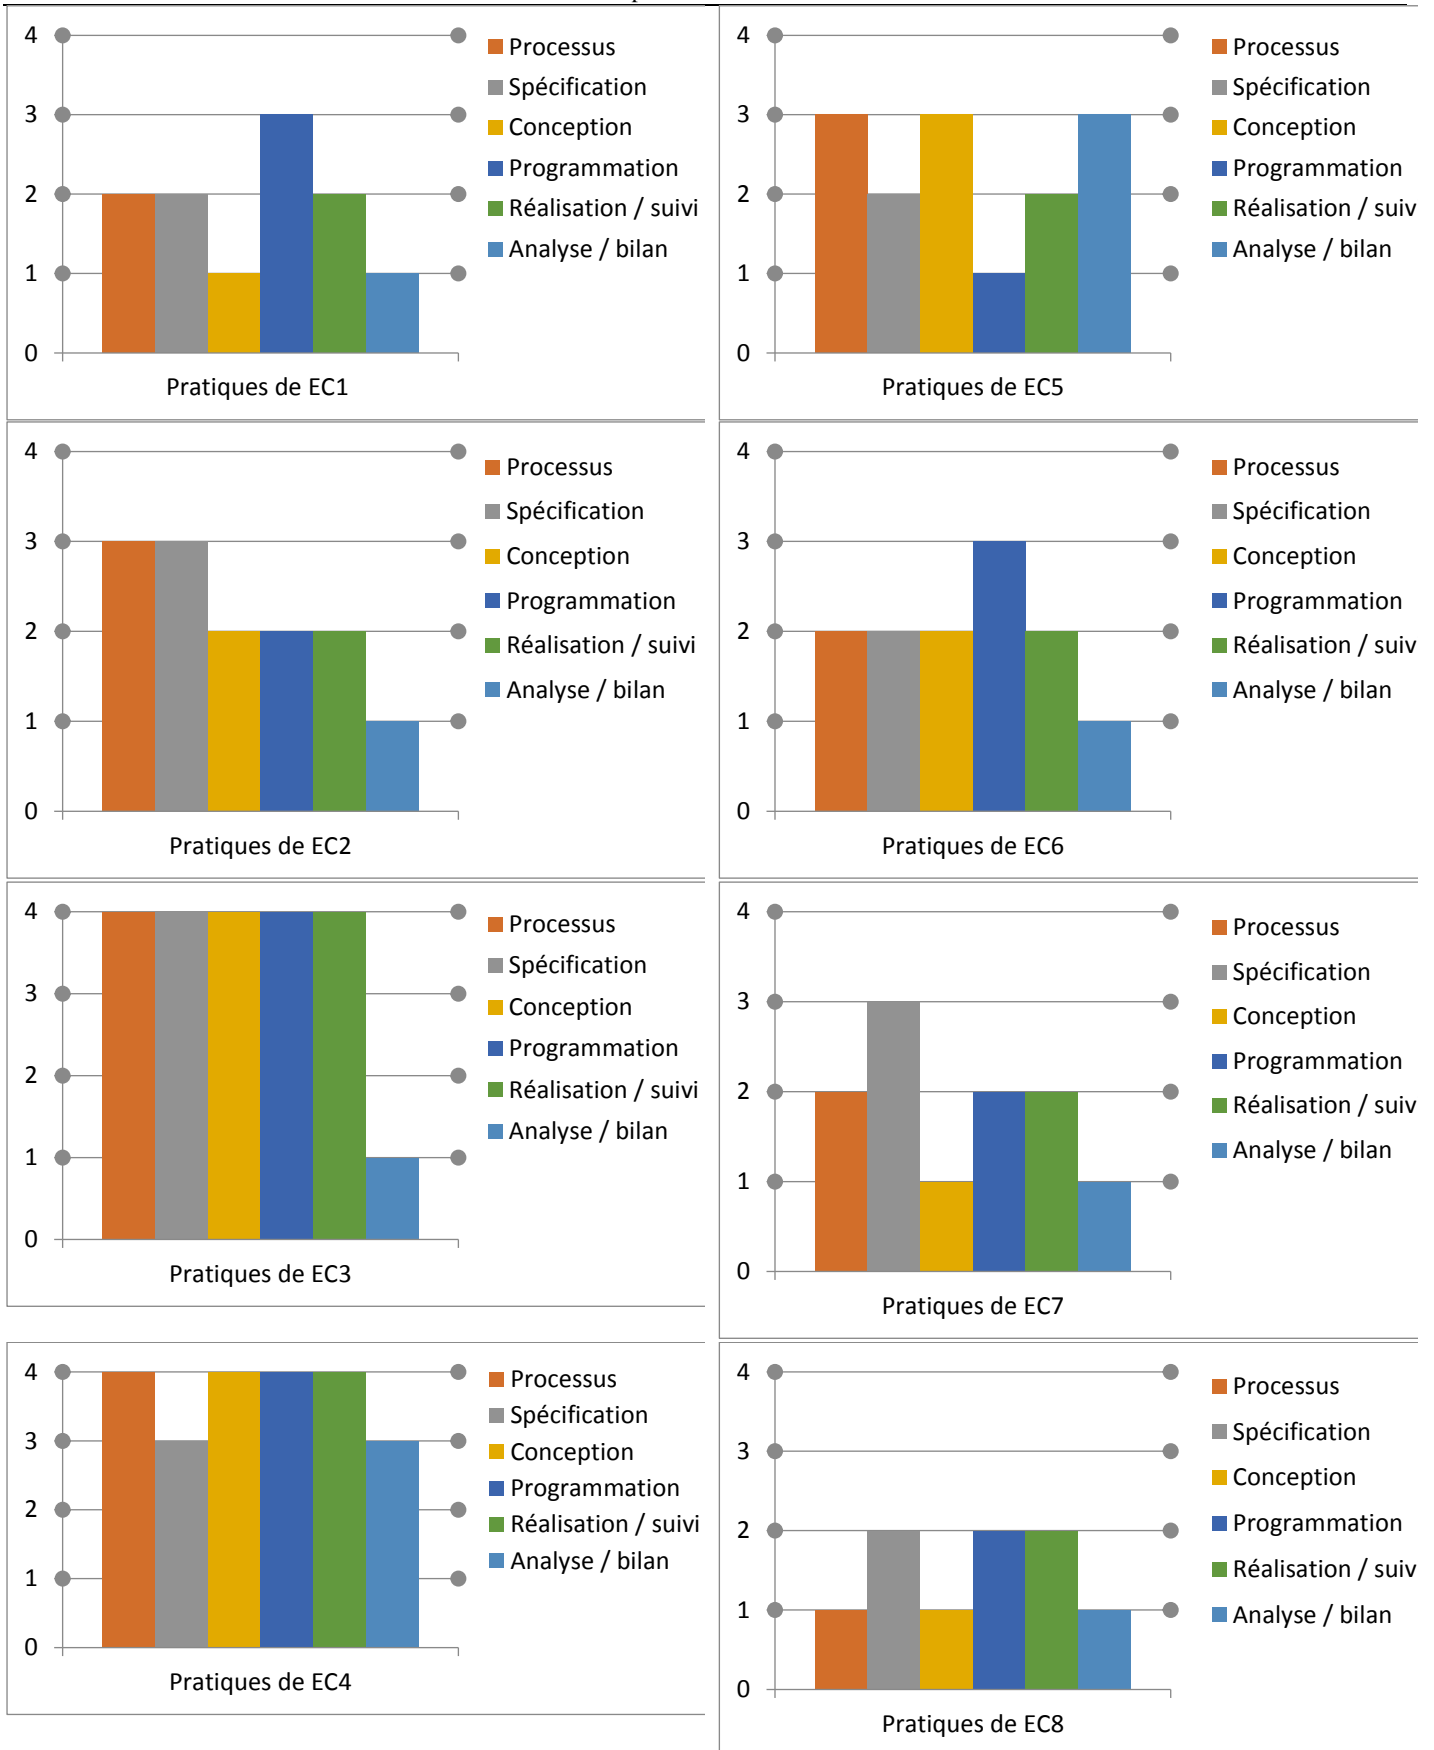 4
3
2
1
0
Processus
Spécification
Conception
Programmation
Réalisation / suivi
Analyse / bilan
Pratiques de EC1
4
3
2
1
0
Processus
Spécification
Conception
Programmation
Réalisation / suiv
Analyse / bilan
Pratiques de EC5
4
3
2
1
0
Processus
Spécification
Conception
Programmation
Réalisation / suivi
Analyse / bilan
Pratiques de EC2
4
3
2
1
0
Processus
Spécification
Conception
Programmation
Réalisation / suiv
Analyse / bilan
Pratiques de EC6
4
3
2
1
0
Processus
Spécification
Conception
Programmation
Réalisation / suivi
Analyse / bilan
Pratiques de EC3
4
3
2
1
0
Processus
Spécification
Conception
Programmation
Réalisation / suiv
Analyse / bilan
Pratiques de EC7
4
3
2
1
0
Processus
Spécification
Conception
Programmation
Réalisation / suivi
Analyse / bilan
Pratiques de EC4
4
3
2
1
0
Processus
Spécification
Conception
Programmation
Réalisation / suiv
Analyse / bilan
Pratiques de EC8